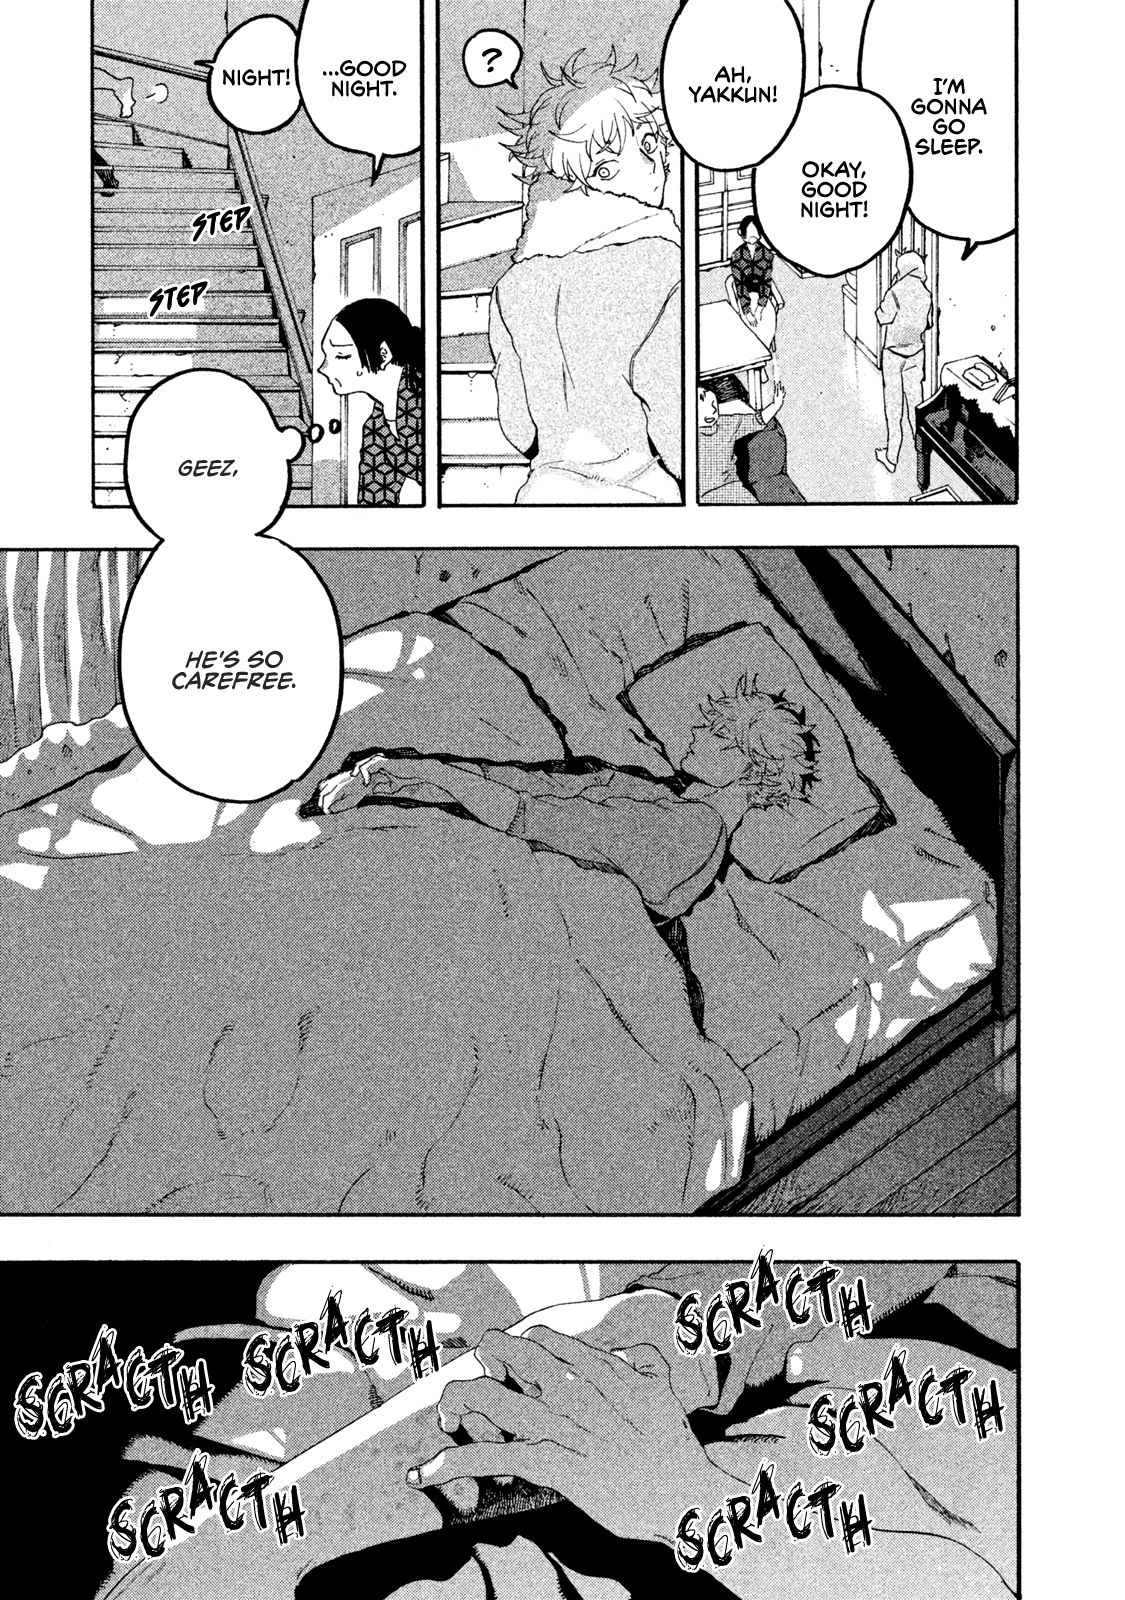 I'M
GONNA
GO
SLEEP.
OKAY,
GOOD
NIGHT!
AH,
YAKKUN!
?
...GOOD
NIGHT.
NIGHT!
STEP
STEP
GEEZ,
HE'S SO
CAREFREE.
SCRACTH
SCRACTH
SCRACTH
SCRACTH
SCRACTH
SCRACTH